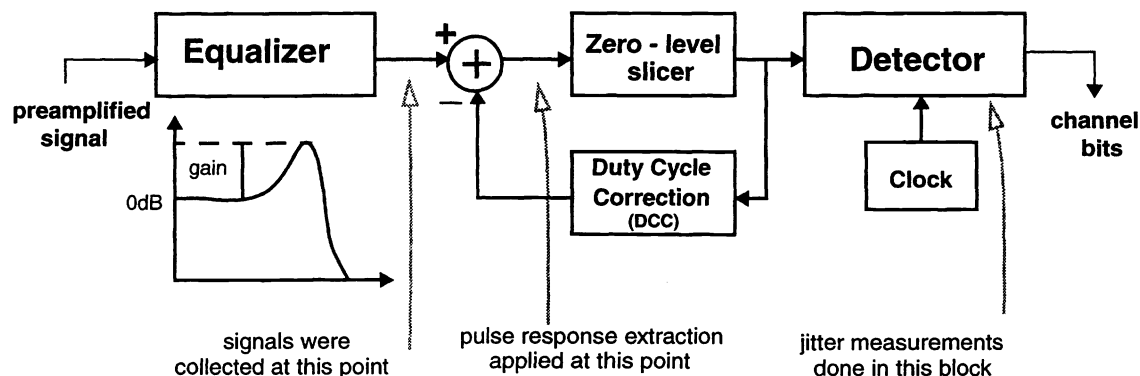 Equalizer
+
+
−
Zero - level
slicer
Detector
preamplified
signal
channel
bits
gain
0dB
Duty Cycle
Correction
(DCC)
Clock
signals were
collected at this point
pulse response extraction
applied at this point
jitter measurements
done in this block